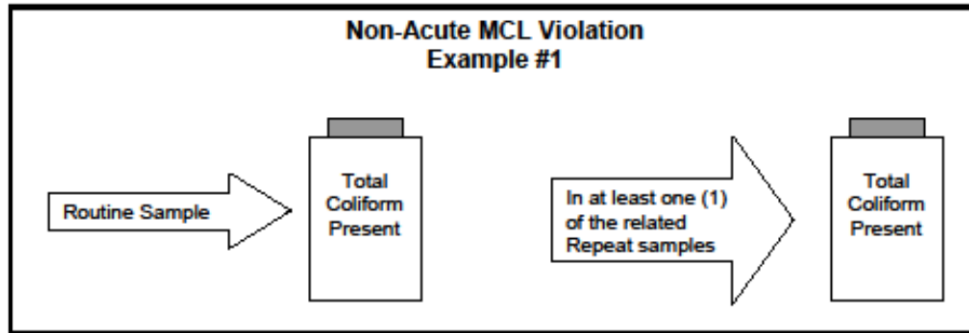 Non-Acute MCL Violation
Example #1
Routine Sample
Total
Coliform
Present
In at least one (1)
of the related
Repeat samples
Total
Coliform
Present